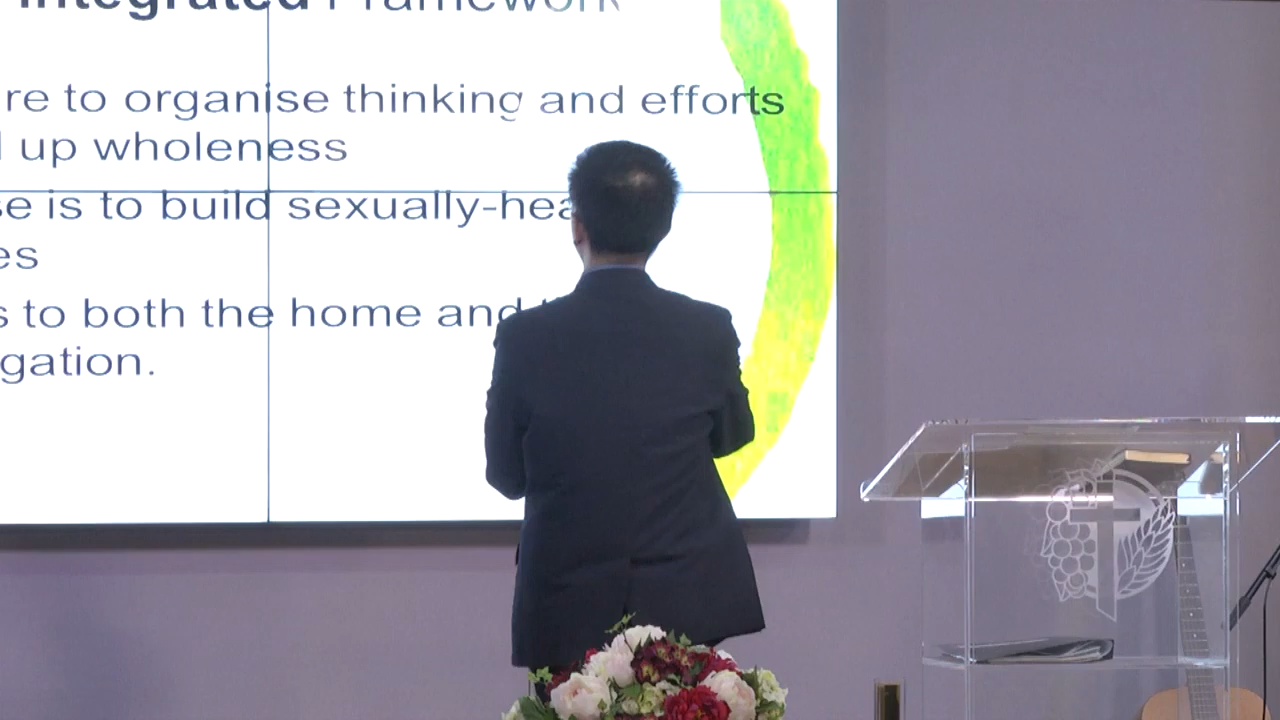 Integrated Framework
re to organise thinking and efforts
up wholeness
se is to build sexually-hea
es
s to both the home and
gation.